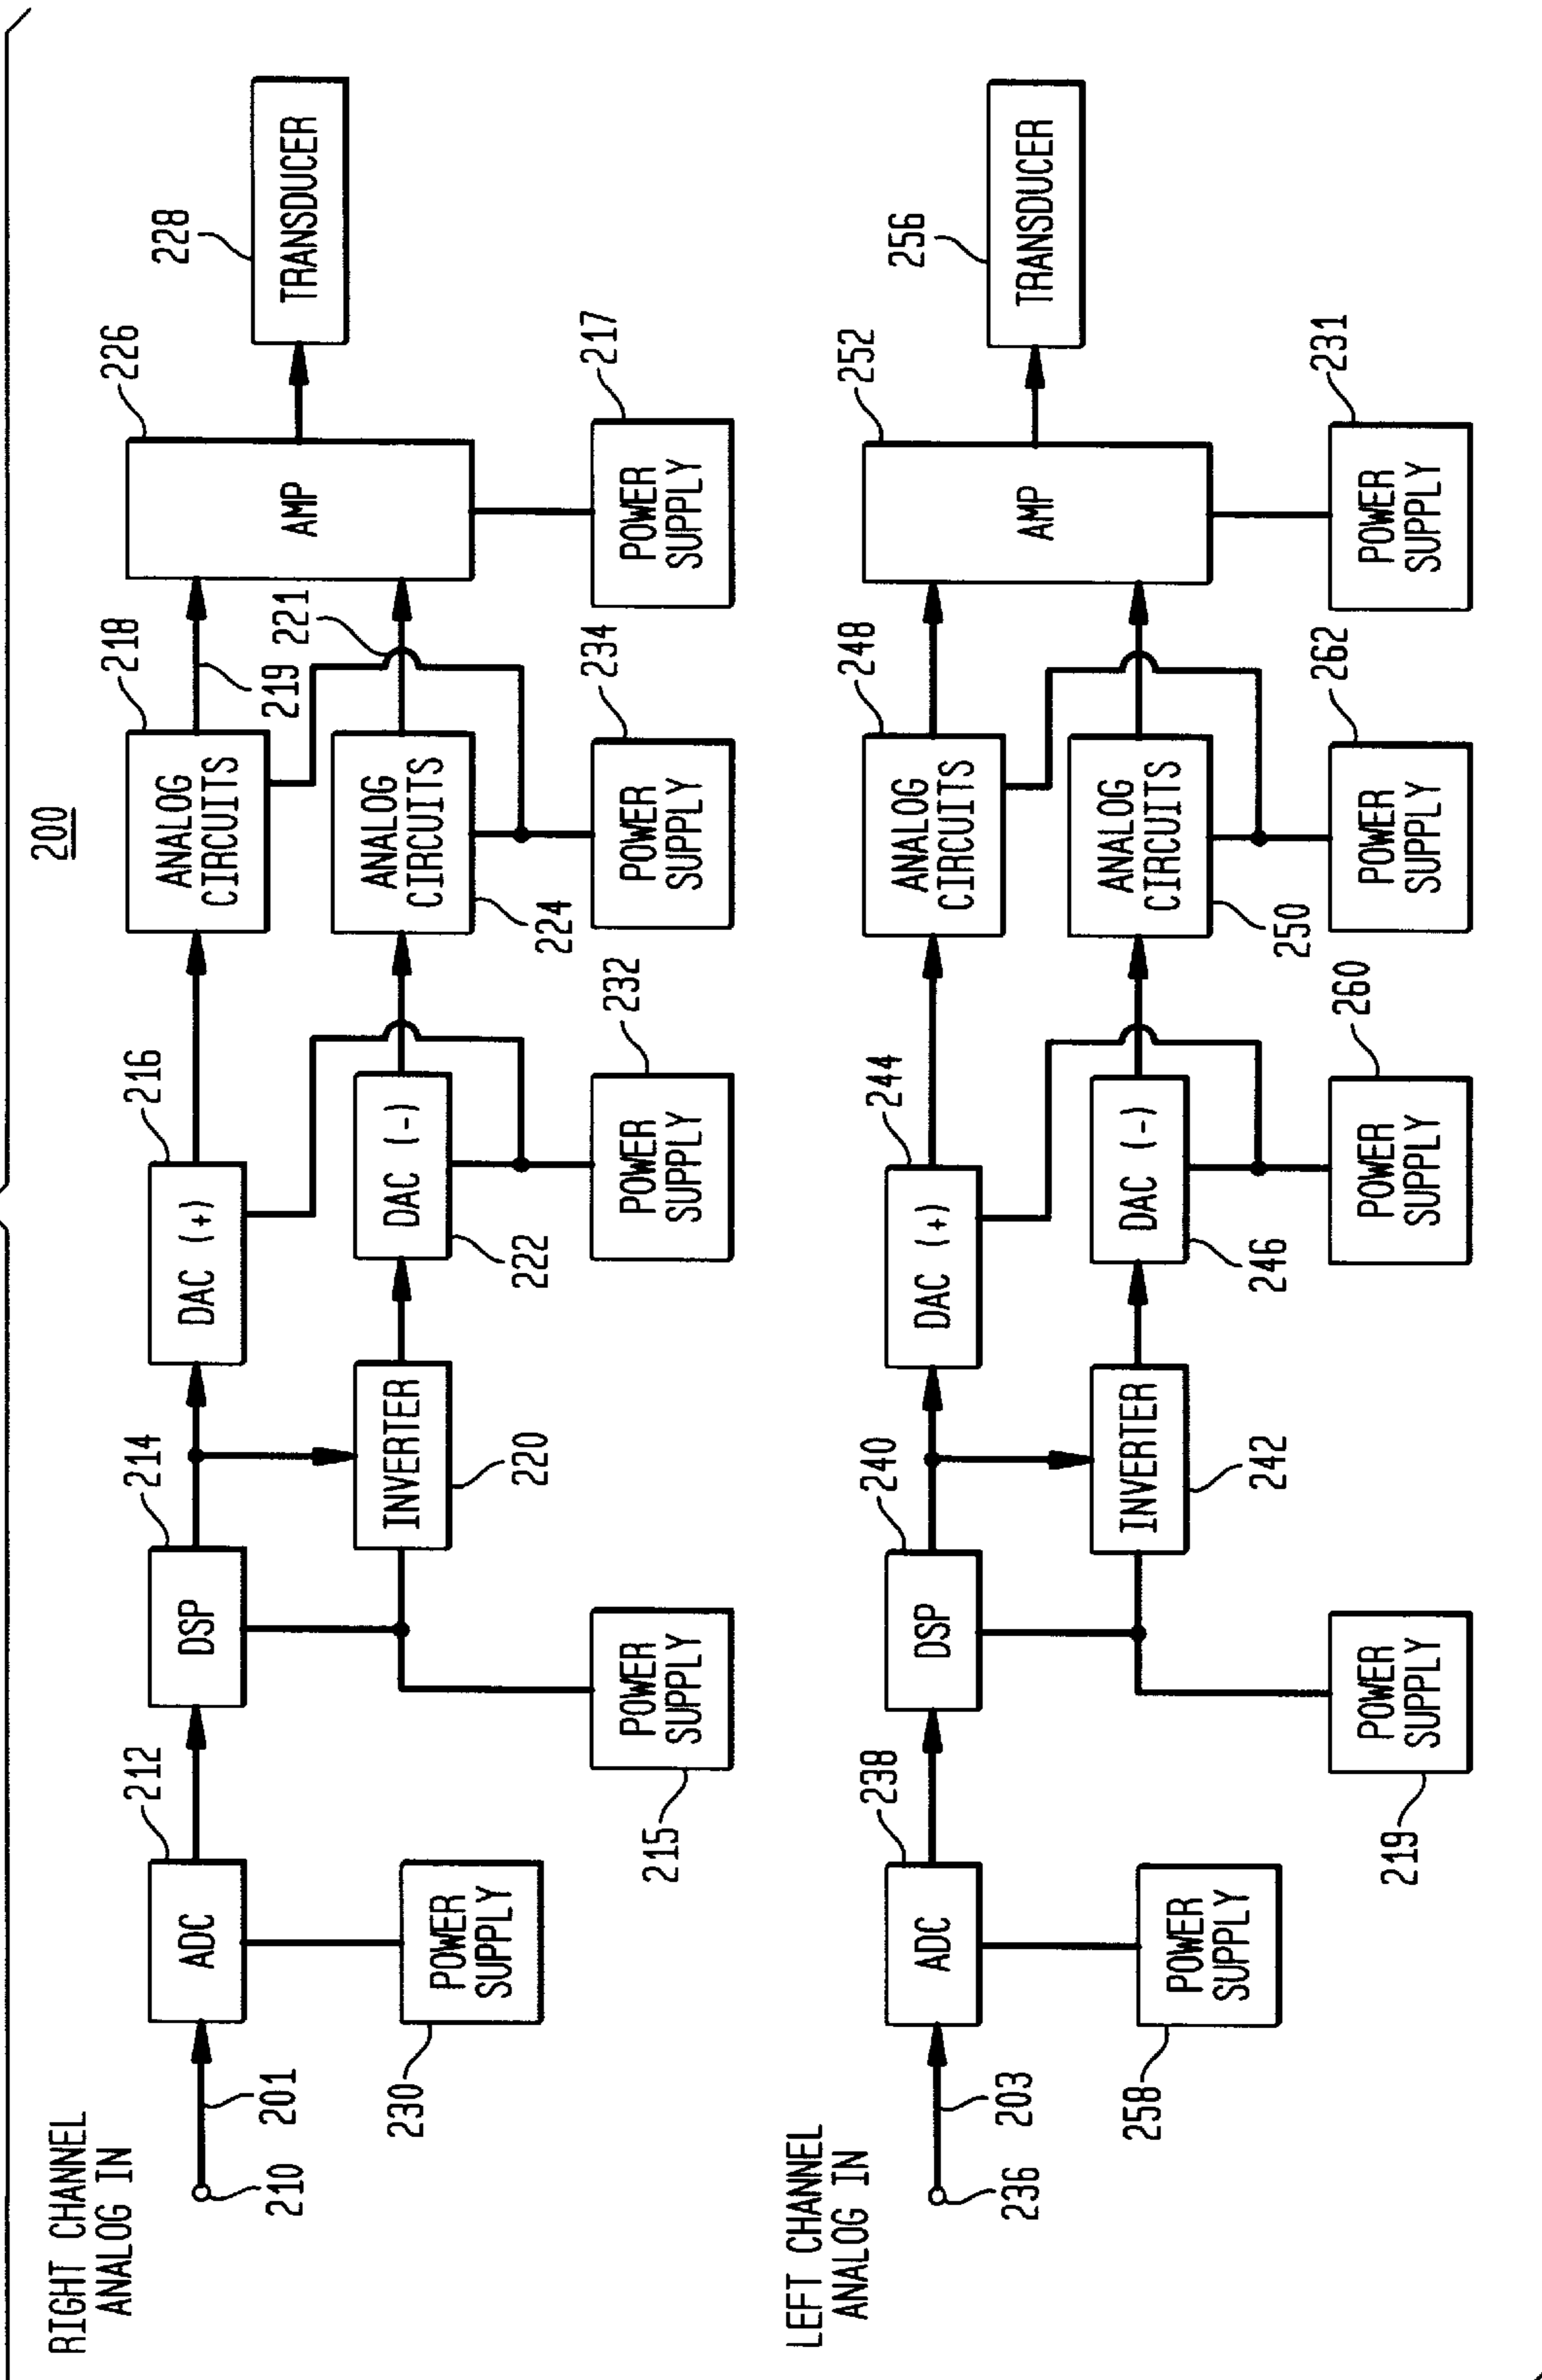 200
RIGHT CHANNEL
ANALOG IN
210
201
ADC
212
POWER
SUPPLY
230
DSP
214
POWER
SUPPLY
215
INVERTER
220
DAC (+)
216
DAC (-)
222
POWER
SUPPLY
232
ANALOG
CIRCUITS
218
219
ANALOG
CIRCUITS
224
221
POWER
SUPPLY
234
AMP
226
POWER
SUPPLY
217
TRANSDUCER
228
LEFT CHANNEL
ANALOG IN
236
203
ADC
238
POWER
SUPPLY
258
DSP
240
POWER
SUPPLY
219
INVERTER
242
DAC (+)
244
DAC (-)
246
POWER
SUPPLY
260
ANALOG
CIRCUITS
248
ANALOG
CIRCUITS
250
POWER
SUPPLY
262
AMP
252
POWER
SUPPLY
231
TRANSDUCER
256